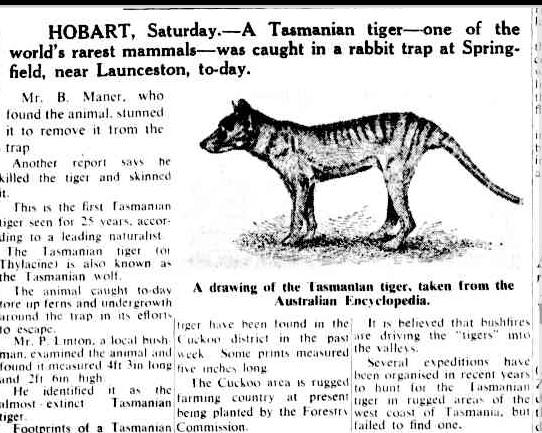 HOBART, Saturday.—A Tasmanian tiger—one of the
world's rarest mammals—was caught in a rabbit trap at Spring-
field, near Launceston, to-day.
Mr. B. Maner, who
found the animal, stunned
it to remove it from the
trap
Another report says he
killed the tiger and skinned
it.
This is the first Tasmanian
tiger seen for 25 years, accor-
ding to a leading naturalist
The Tasmanian tiger (or
Thylacine) is also known as
the Tasmanian wolf.
The animal caught to-day
tore up ferns and undergrowth
around the trap in its efforts
to escape.
Mr. P. Linton, a local bush-
man, examined the animal and
found it measured 4ft 3in long
and 2ft 6in high
He identified it as the
almost extinct Tasmanian
tiger.
Footprints of a Tasmanian
A drawing of the Tasmanian tiger, taken from the
Australian Encyclopedia.
tiger have been found in the
Cuckoo district in the past
week Some prints measured
five inches long
The Cuckoo area is rugged
farming country at present
being planted by the Forestry
Commission.
It is believed that bushfires
are driving the "tigers" into
the valleys.
Several expeditions have
been organised in recent years
to hunt for the Tasmanian
tiger in rugged areas of the
west coast of Tasmania, but
failed to find one.